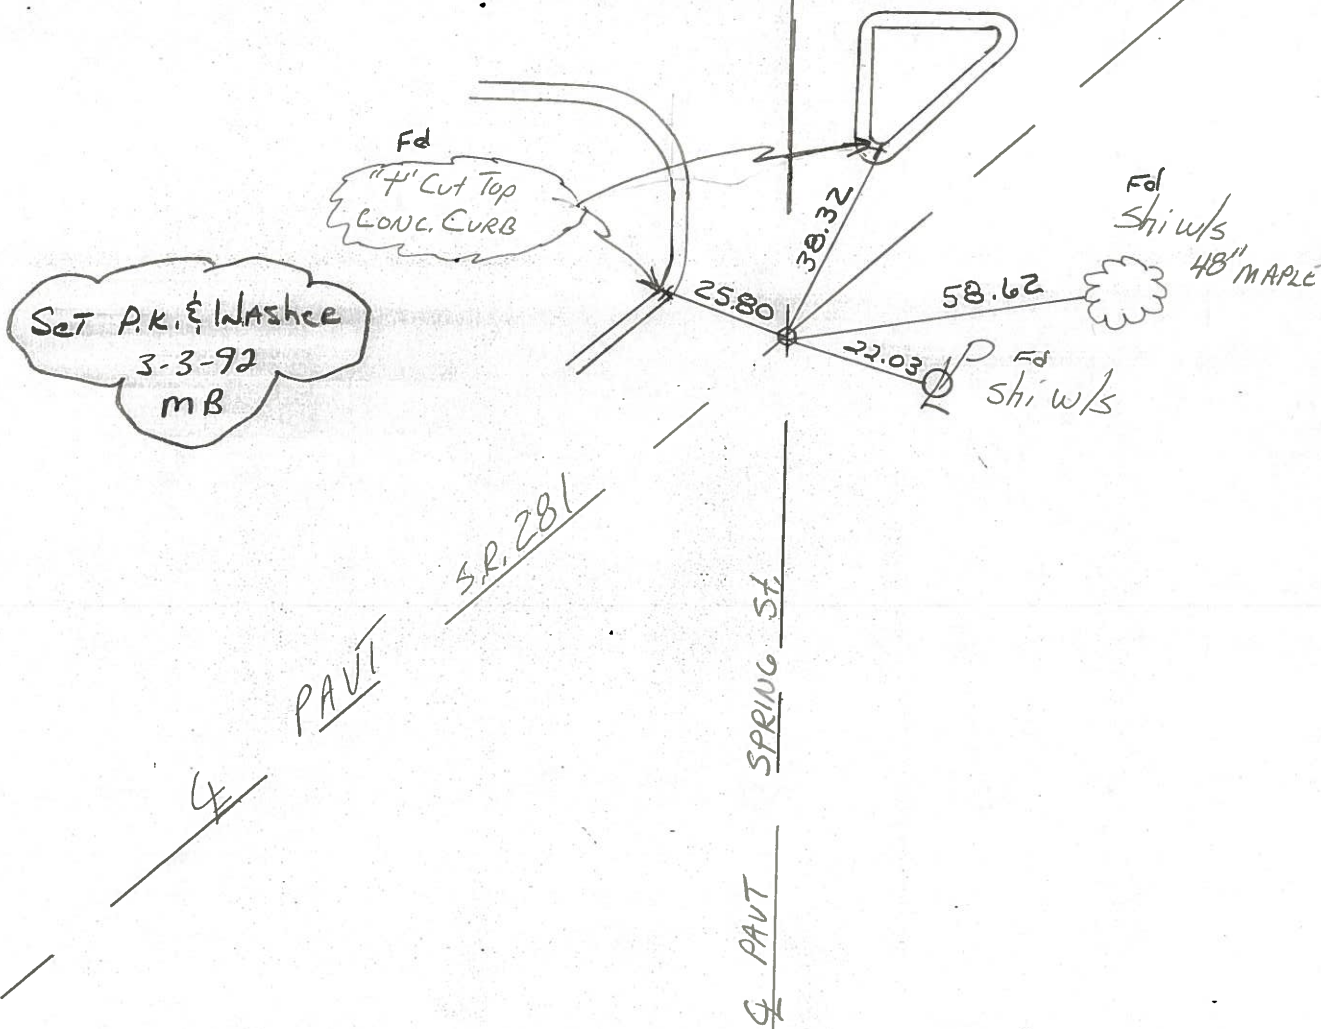 Fd
"+" Cut Top
CONC. CURB
Set P.K. & Washer
3-3-92
MB
38.32
25.80
58.62
22.03
Fd
shi w/s
48" MAPLE
P
Fd
shi w/s
S.R. 281
PAVT
℄
SPRING St.
℄ PAVT